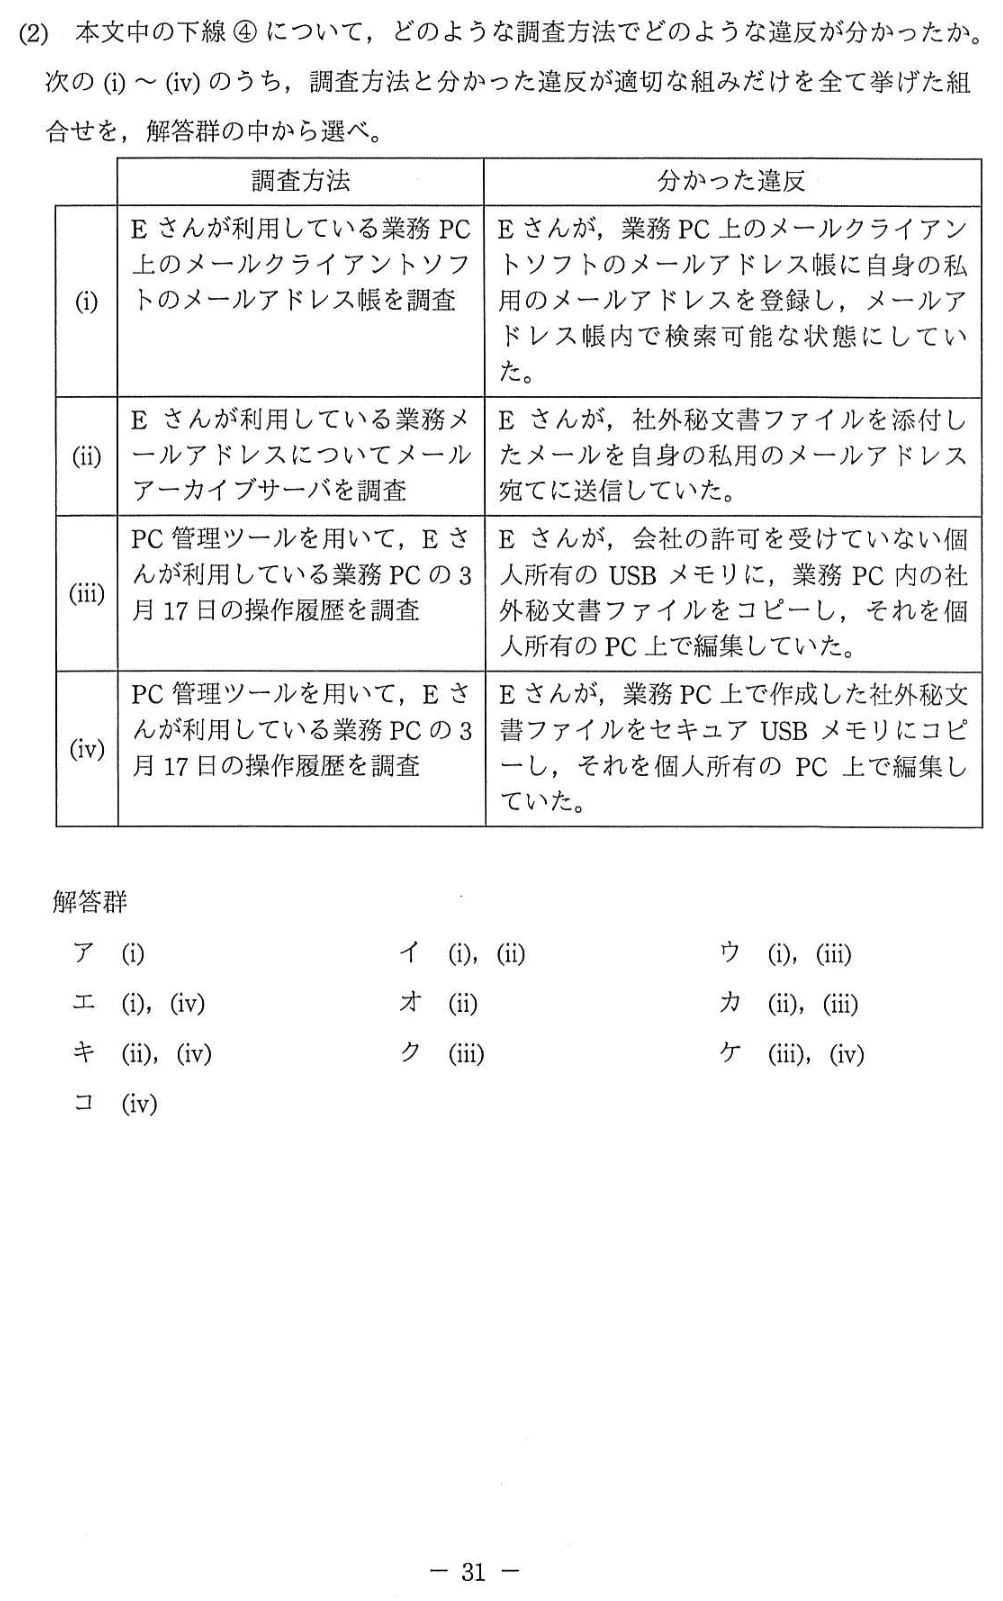 (2)　本文中の下線④について，どのような調査方法でどのような違反が分かったか。
次の(i)～(iv)のうち，調査方法と分かった違反が適切な組みだけを全て挙げた組
合せを，解答群の中から選べ。
調査方法　分かった違反
(i)
E さんが利用している業務 PC
上のメールクライアントソフ
トのメールアドレス帳を調査
E さんが，業務 PC 上のメールクライアン
トソフトのメールアドレス帳に自身の私
用のメールアドレスを登録し，メールア
ドレス帳内で検索可能な状態にしてい
た。
(ii)
E さんが利用している業務メ
ールアドレスについてメール
アーカイブサーバを調査
E さんが，社外秘文書ファイルを添付し
たメールを自身の私用のメールアドレス
宛てに送信していた。
(iii)
PC 管理ツールを用いて，E さ
んが利用している業務 PC の 3
月 17 日の操作履歴を調査
E さんが，会社の許可を受けていない個
人所有の USB メモリに，業務 PC 内の社
外秘文書ファイルをコピーし，それを個
人所有の PC 上で編集していた。
(iv)
PC 管理ツールを用いて，E さ
んが利用している業務 PC の 3
月 17 日の操作履歴を調査
E さんが，業務 PC 上で作成した社外秘文
書ファイルをセキュア USB メモリにコピ
ーし，それを個人所有の PC 上で編集し
ていた。
解答群
ア　(i)　イ　(i)，(ii)　ウ　(i)，(iii)
エ　(i)，(iv)　オ　(ii)　カ　(ii)，(iii)
キ　(ii)，(iv)　ク　(iii)　ケ　(iii)，(iv)
コ　(iv)
－ 31 －